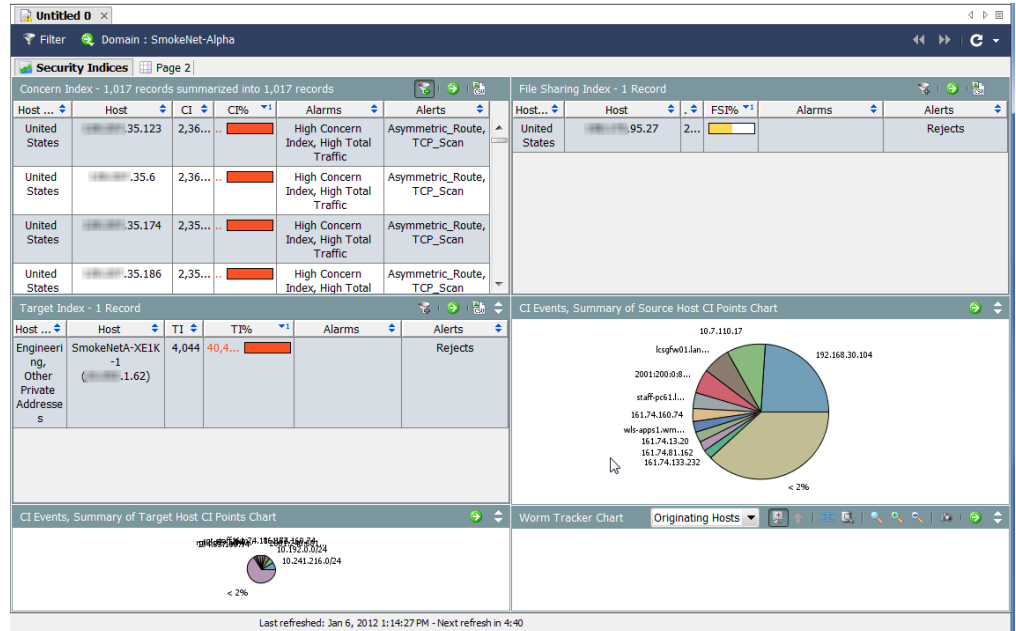 Untitled 0
Filter Domain : SmokeNet-Alpha
Security Indices Page 2
Concern Index - 1,017 records summarized into 1,017 records
Host ... Host CI CI% 1 Alarms Alerts
United States .35.123 2,36... .. High Concern Index, High Total Traffic Asymmetric_Route, TCP_Scan
United States .35.6 2,36... .. High Concern Index, High Total Traffic Asymmetric_Route, TCP_Scan
United States .35.174 2,35... .. High Concern Index, High Total Traffic Asymmetric_Route, TCP_Scan
United States .35.186 2,35... .. High Concern Index, High Total Asymmetric_Route, TCP_Scan
File Sharing Index - 1 Record
Host... Host . FSI% 1 Alarms Alerts
United States .95.27 2... Rejects
Target Index - 1 Record
Host ... Host TI TI% 1 Alarms Alerts
Engineeri ng, Other Private Addresse s SmokeNetA-XE1K -1 ( .1.62) 4,044 40,4... Rejects
CI Events, Summary of Source Host CI Points Chart
10.7.110.17
lcsgfw01.lan...
192.168.30.104
2001:200:0:8...
staff-pc61.l...
161.74.160.74
wls-apps1.wm...
161.74.13.20
161.74.81.162
161.74.133.232
< 2%
CI Events, Summary of Target Host CI Points Chart
10.192.0.0/24
10.241.216.0/24
< 2%
Worm Tracker Chart Originating Hosts
Last refreshed: Jan 6, 2012 1:14:27 PM - Next refresh in 4:40